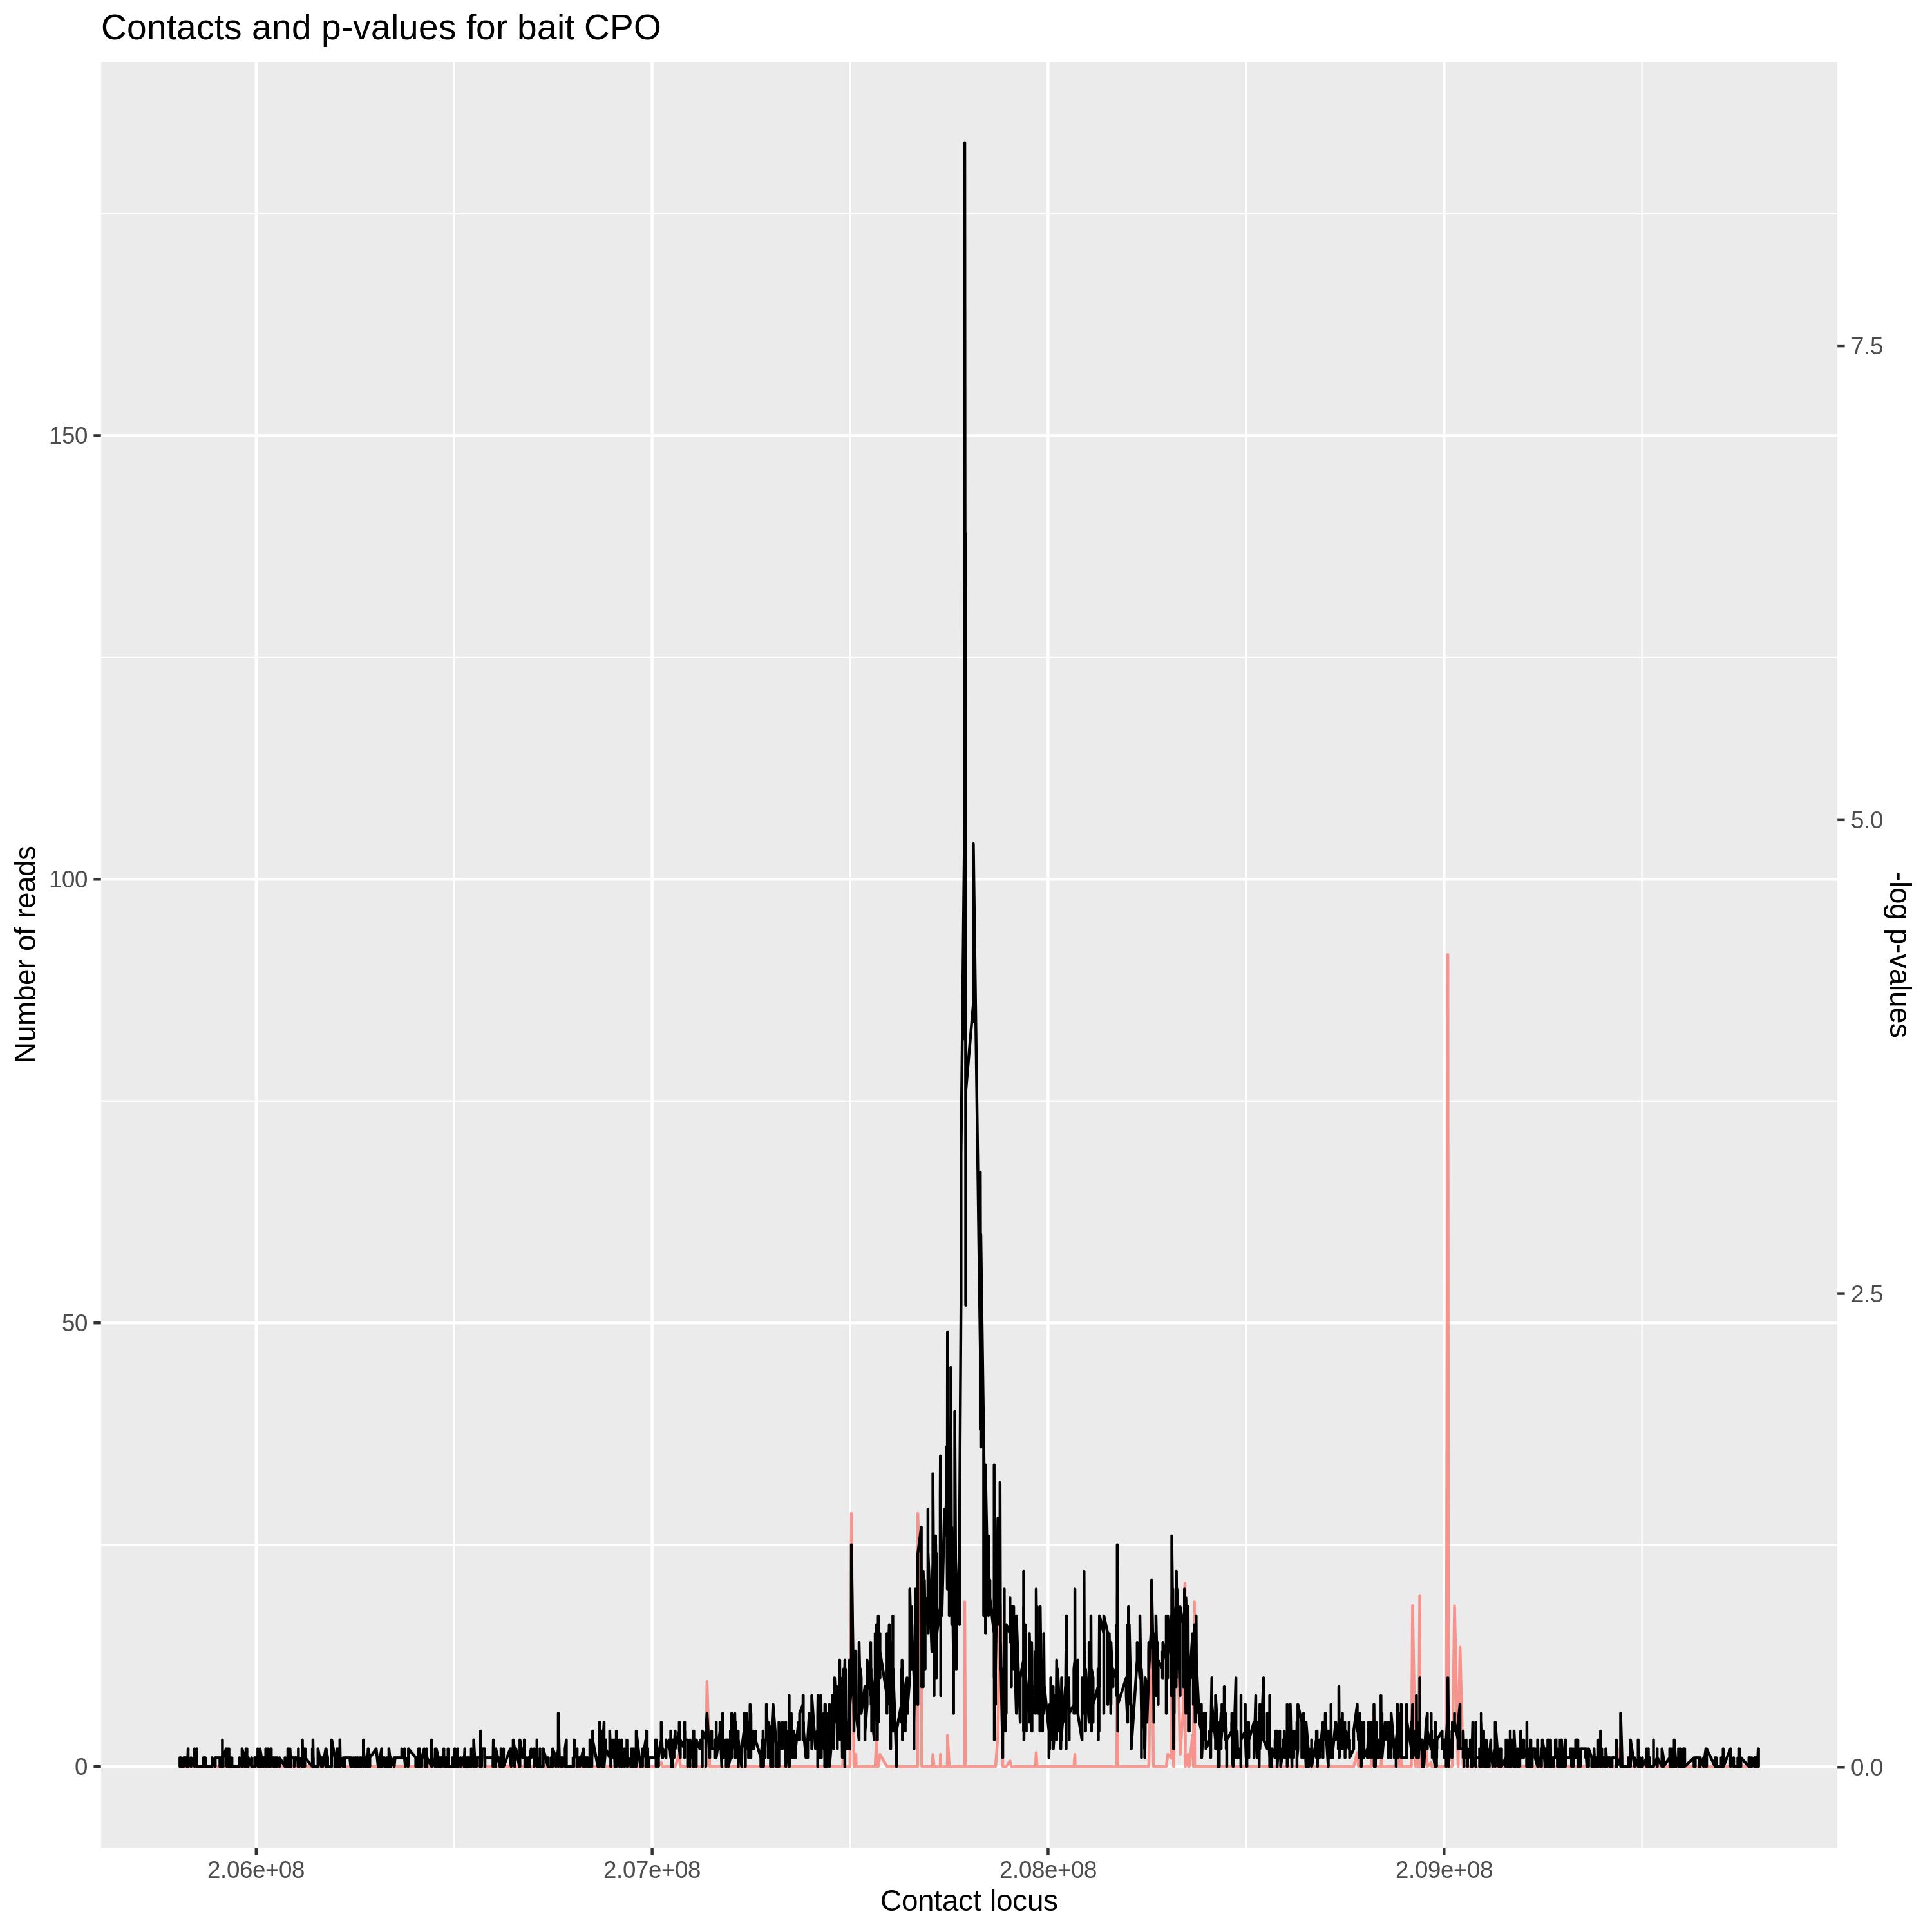 Contacts and p-values for bait CPO
Number of reads
150
100
50
0
7.5
5.0
2.5
0.0
-log p-values
2.06e+08
2.07e+08
2.08e+08
2.09e+08
Contact locus